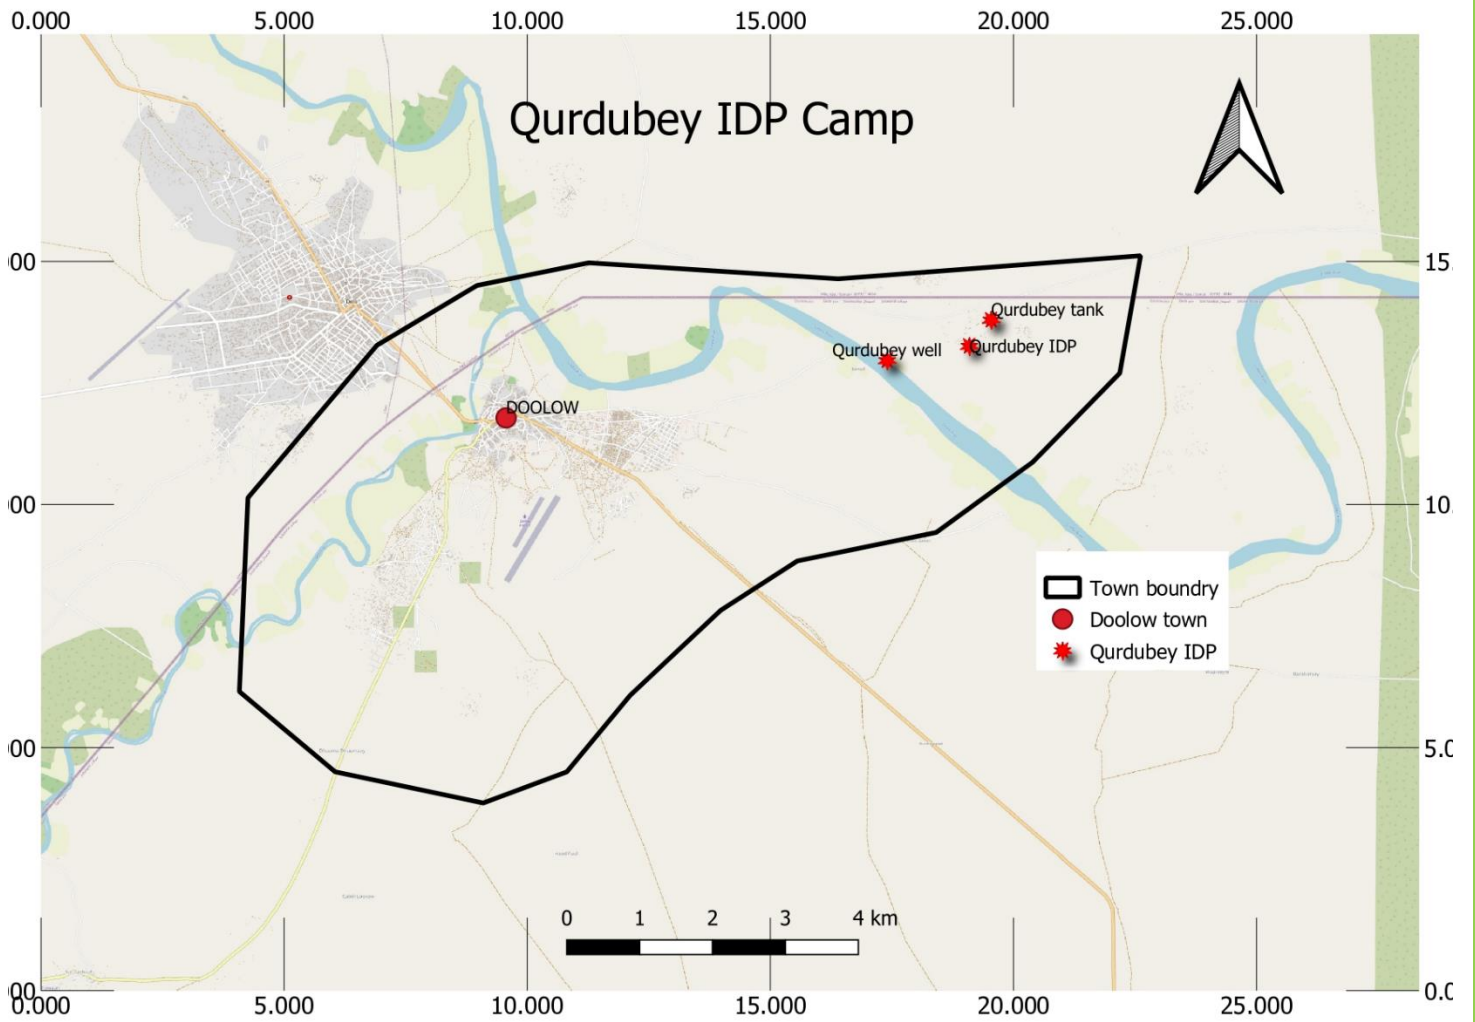 0.000 5.000 10.000 15.000 20.000 25.000
Qurdubey IDP Camp
00 15.
Qurdubey tank
Qurdubey well Qurdubey IDP
DOOLOW
00 10.
Town boundry
Doolow town
Qurdubey IDP
00 5.0
0 1 2 3 4 km
00 0.0
0.000 5.000 10.000 15.000 20.000 25.000